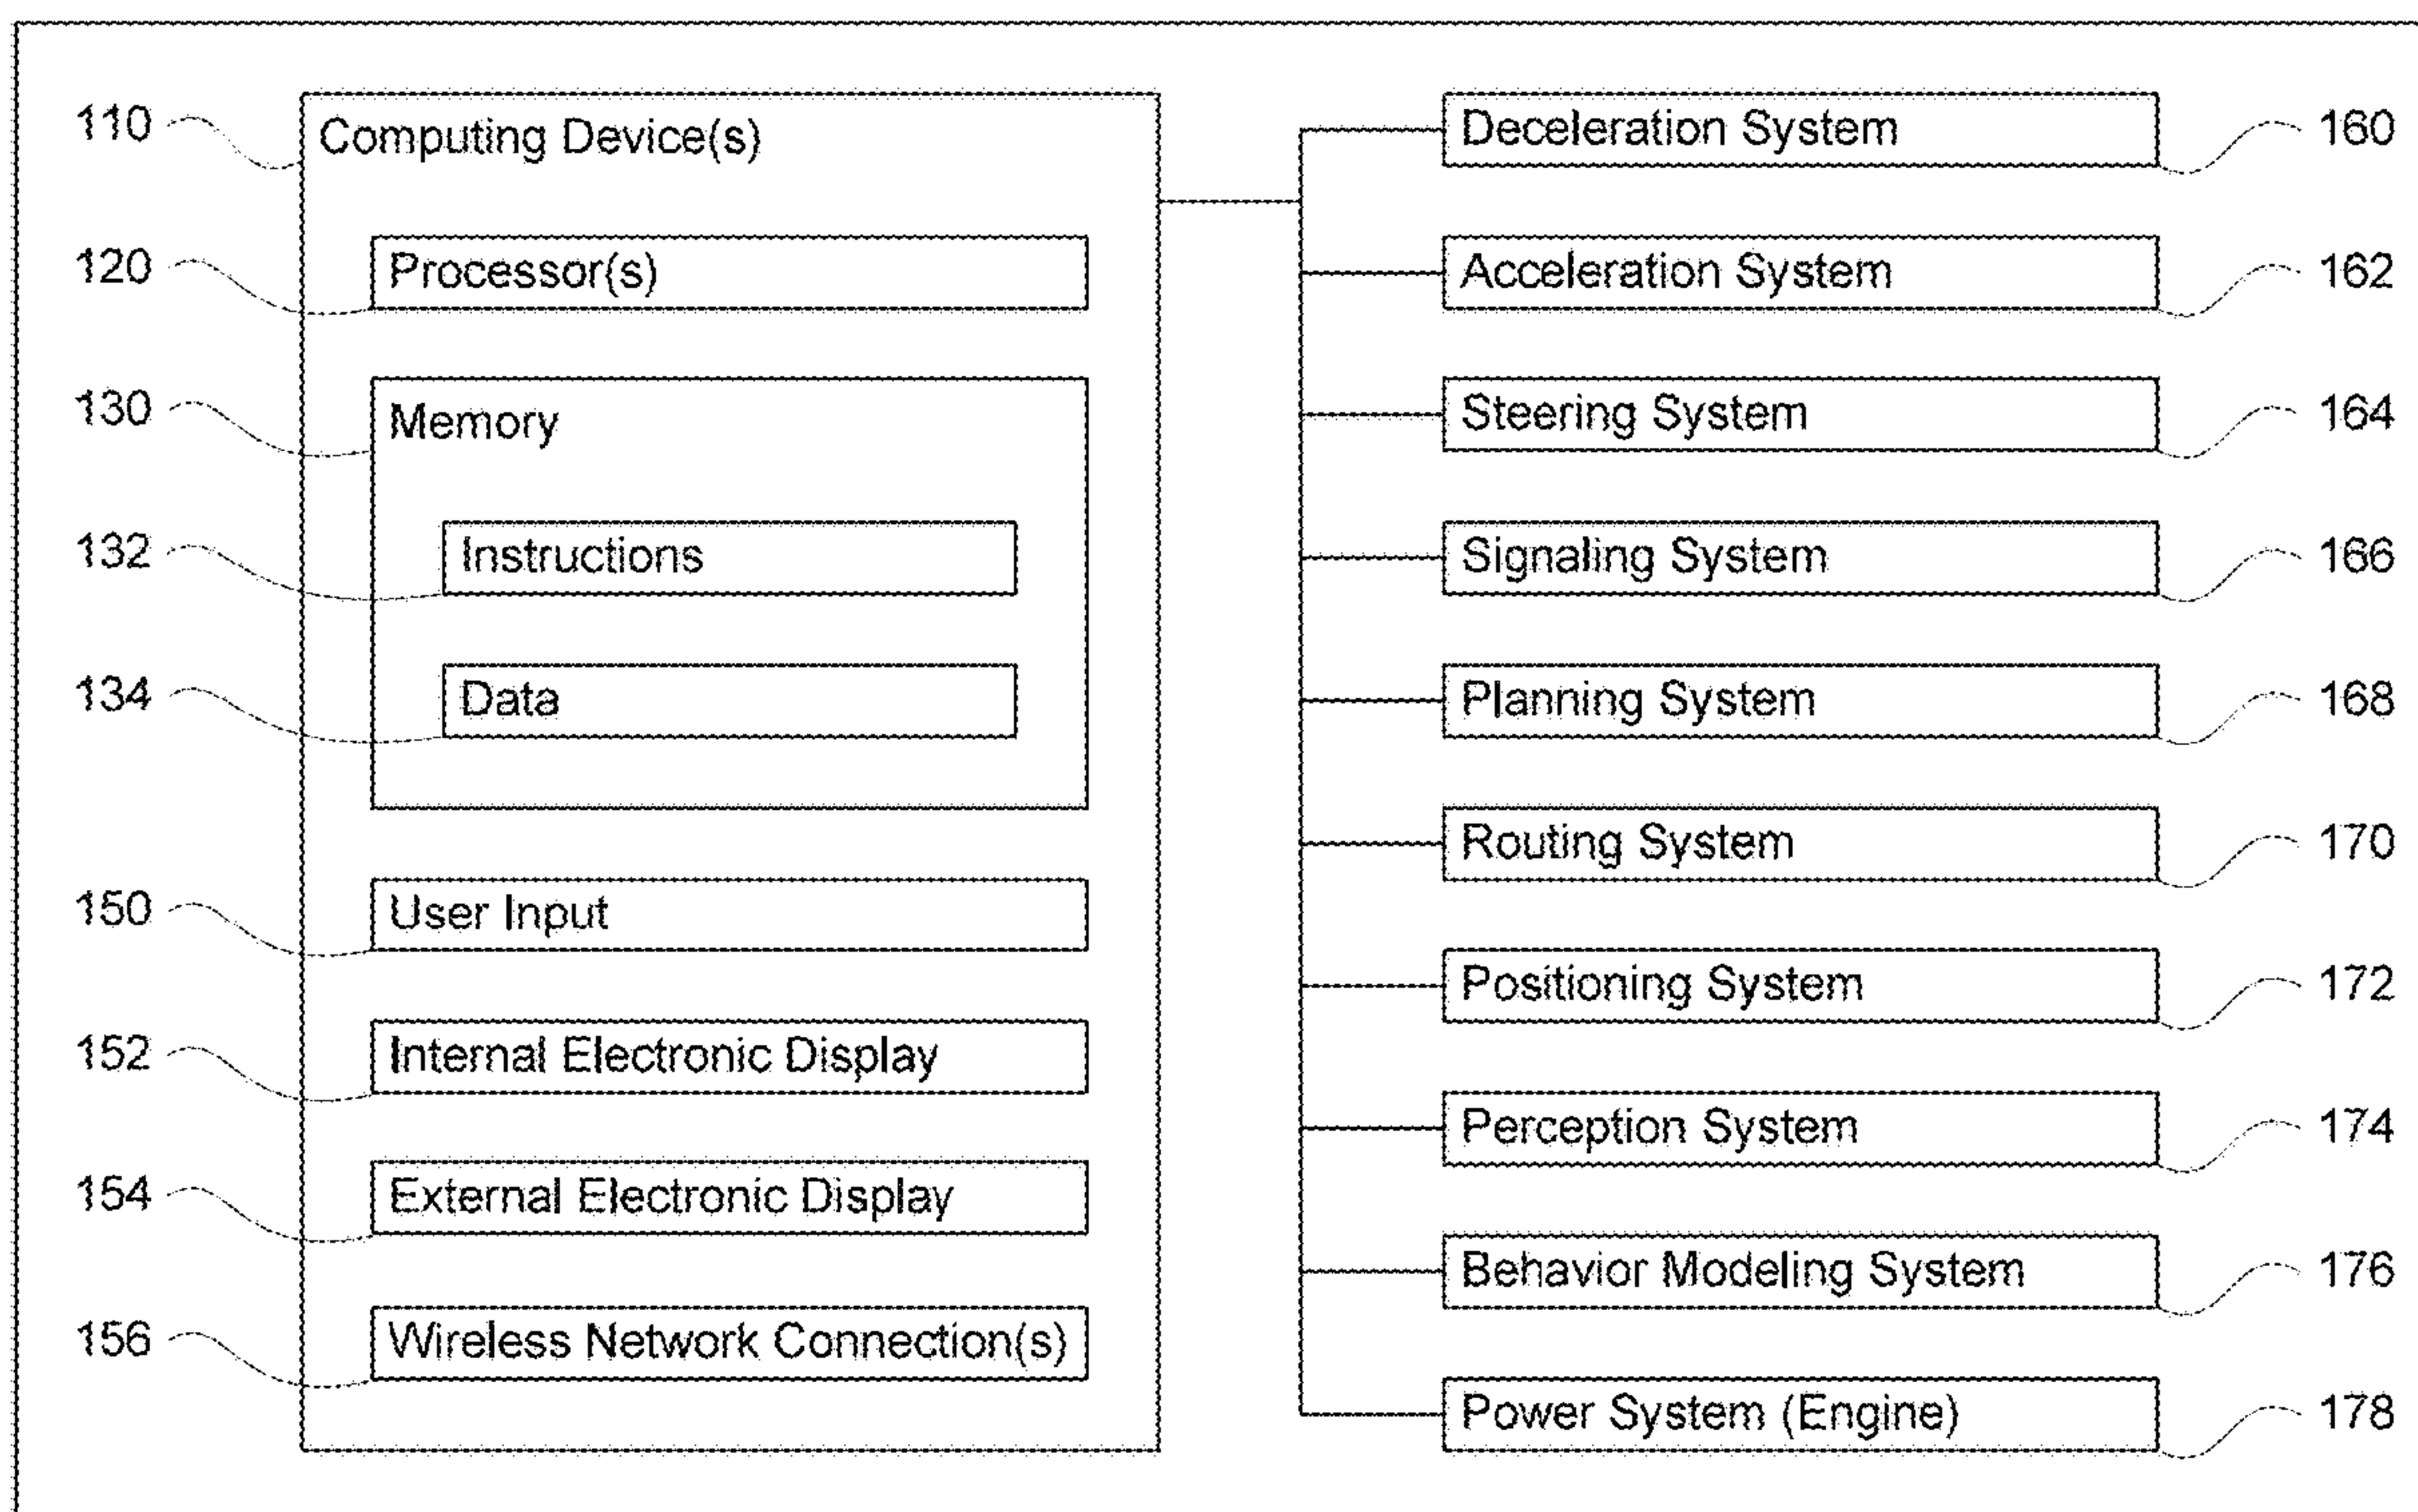 110 Computing Device(s)
120 Processor(s)
130 Memory
132 Instructions
134 Data
150 User Input
152 Internal Electronic Display
154 External Electronic Display
156 Wireless Network Connection(s)
Deceleration System 160
Acceleration System 162
Steering System 164
Signaling System 166
Planning System 168
Routing System 170
Positioning System 172
Perception System 174
Behavior Modeling System 176
Power System (Engine) 178